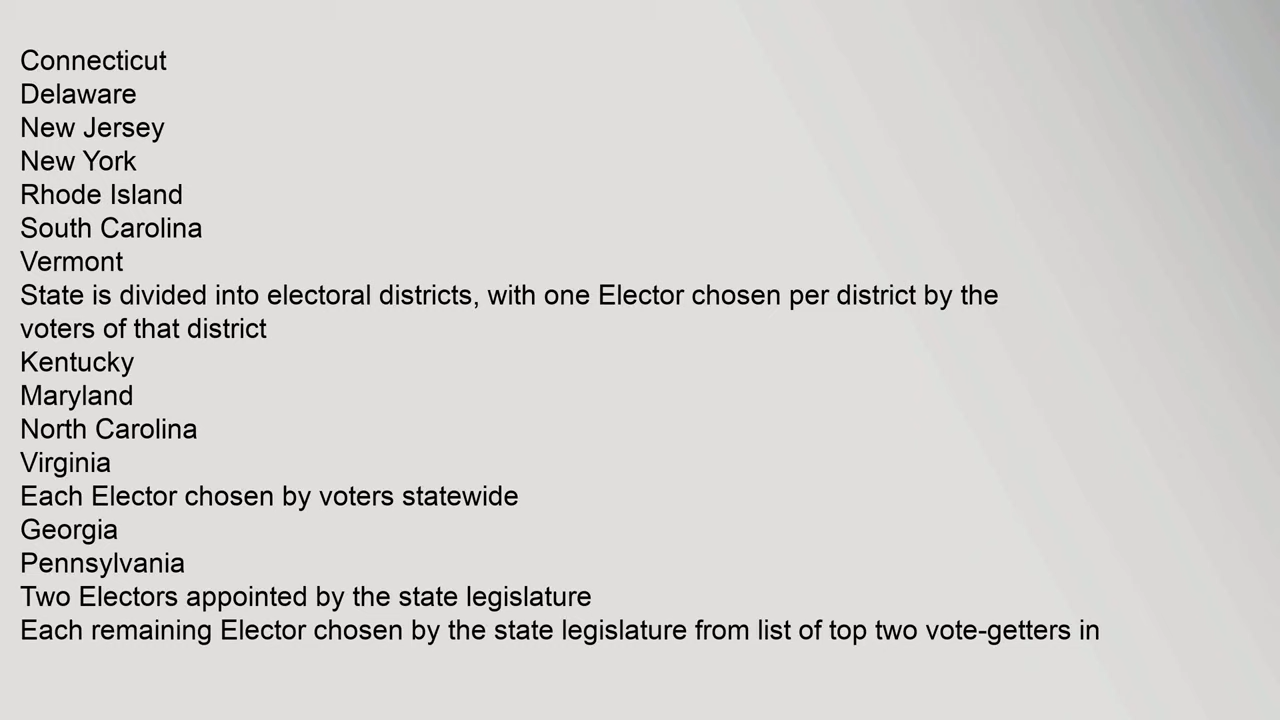 Connecticut
Delaware
New Jersey
New York
Rhode Island
South Carolina
Vermont
State is divided into electoral districts, with one Elector chosen per district by the
voters of that district
Kentucky
Maryland
North Carolina
Virginia
Each Elector chosen by voters statewide
Georgia
Pennsylvania
Two Electors appointed by the state legislature
Each remaining Elector chosen by the state legislature from list of top two vote-getters in